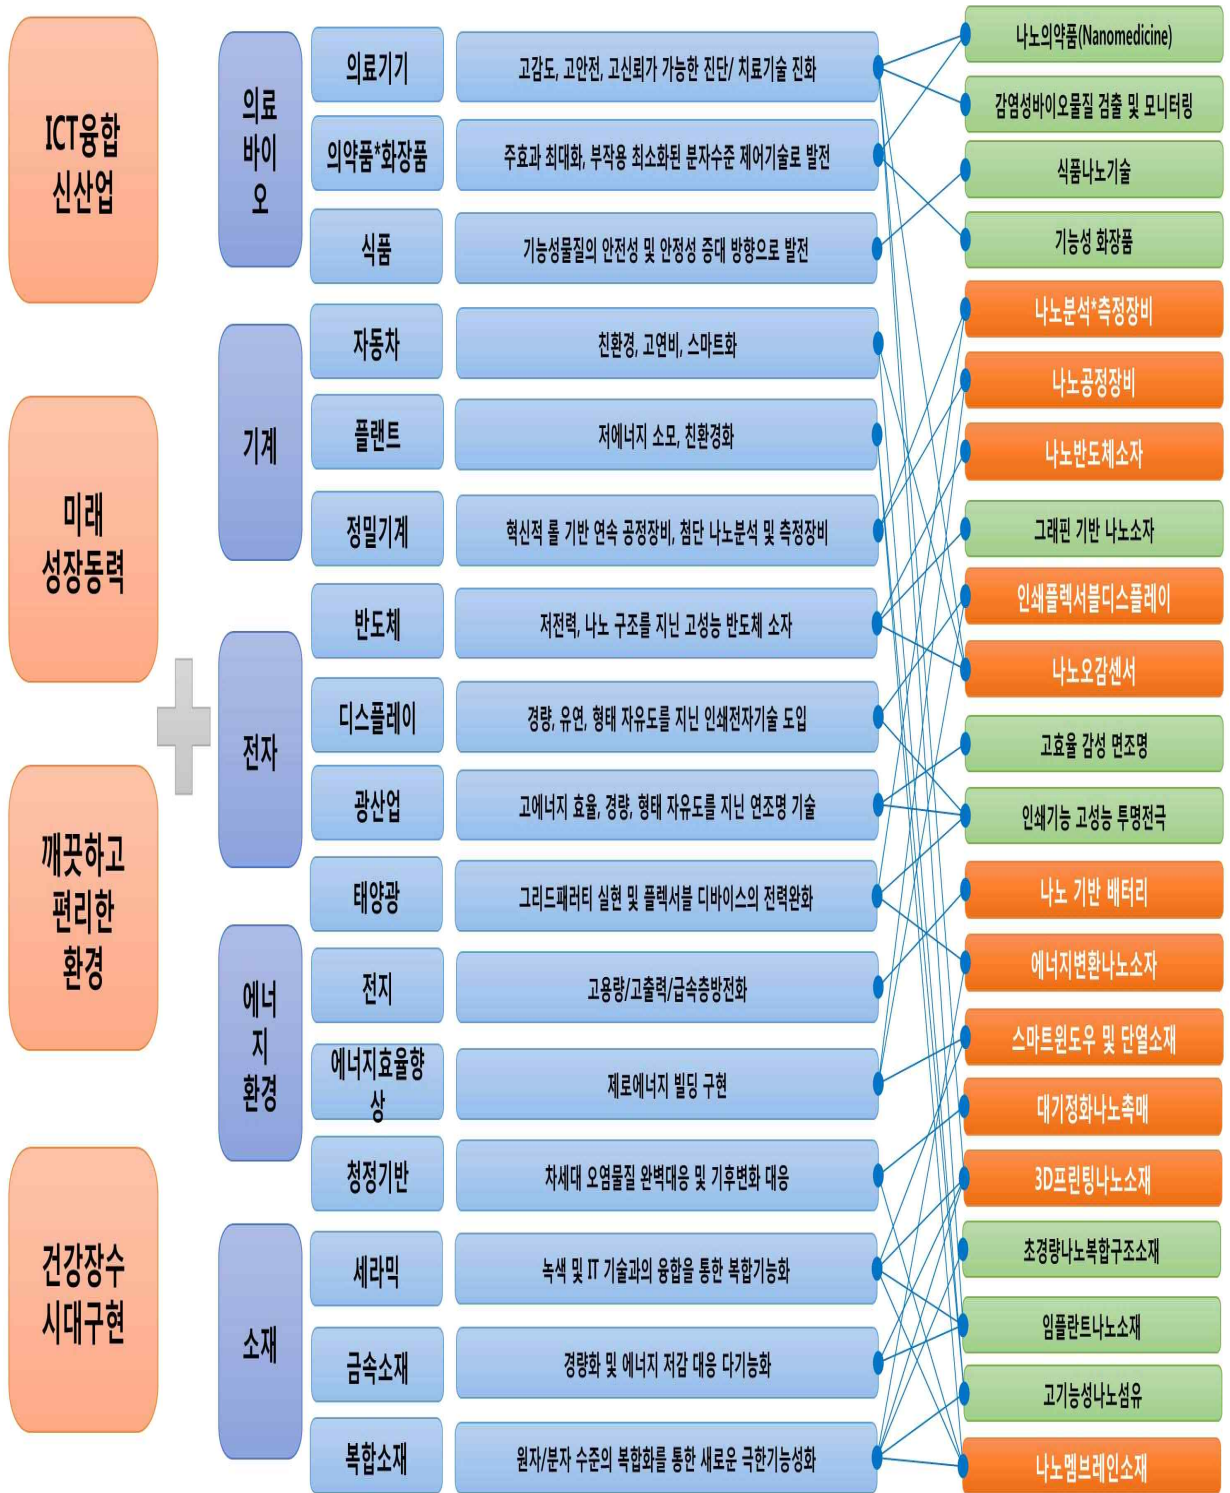 ICT융합
신산업
미래
성장동력
깨끗하고
편리한
환경
건강장수
시대구현
의료
바이
오
기계
전자
에너
지
환경
소재
의료기기
고감도, 고안전, 고신뢰가 가능한 진단/ 치료기술 진화
의약품*화장품
주효과 최대화, 부작용 최소화된 분자수준 제어기술로 발전
식품
기능성물질의 안전성 및 안정성 증대 방향으로 발전
자동차
친환경, 고연비, 스마트화
플랜트
저에너지 소모, 친환경화
정밀기계
혁신적 롤 기반 연속 공정장비, 첨단 나노분석 및 측정장비
반도체
저전력, 나노 구조를 지닌 고성능 반도체 소자
디스플레이
경량, 유연, 형태 자유도를 지닌 인쇄전자기술 도입
광산업
고에너지 효율, 경량, 형태 자유도를 지닌 연조명 기술
태양광
그리드패러티 실현 및 플렉서블 디바이스의 전력완화
전지
고용량/고출력/급속충방전화
에너지효율향
상
제로에너지 빌딩 구현
청정기반
차세대 오염물질 완벽대응 및 기후변화 대응
세라믹
녹색 및 IT 기술과의 융합을 통한 복합기능화
금속소재
경량화 및 에너지 저감 대응 다기능화
복합소재
원자/분자 수준의 복합화를 통한 새로운 극한기능성화
나노의약품(Nanomedicine)
감염성바이오물질 검출 및 모니터링
식품나노기술
기능성 화장품
나노분석*측정장비
나노공정장비
나노반도체소자
그래핀 기반 나노소자
인쇄플렉서블디스플레이
나노오감센서
고효율 감성 면조명
인쇄기능 고성능 투명전극
나노 기반 배터리
에너지변환나노소자
스마트윈도우 및 단열소재
대기정화나노촉매
3D프린팅나노소재
초경량나노복합구조소재
임플란트나노소재
고기능성나노섬유
나노멤브레인소재